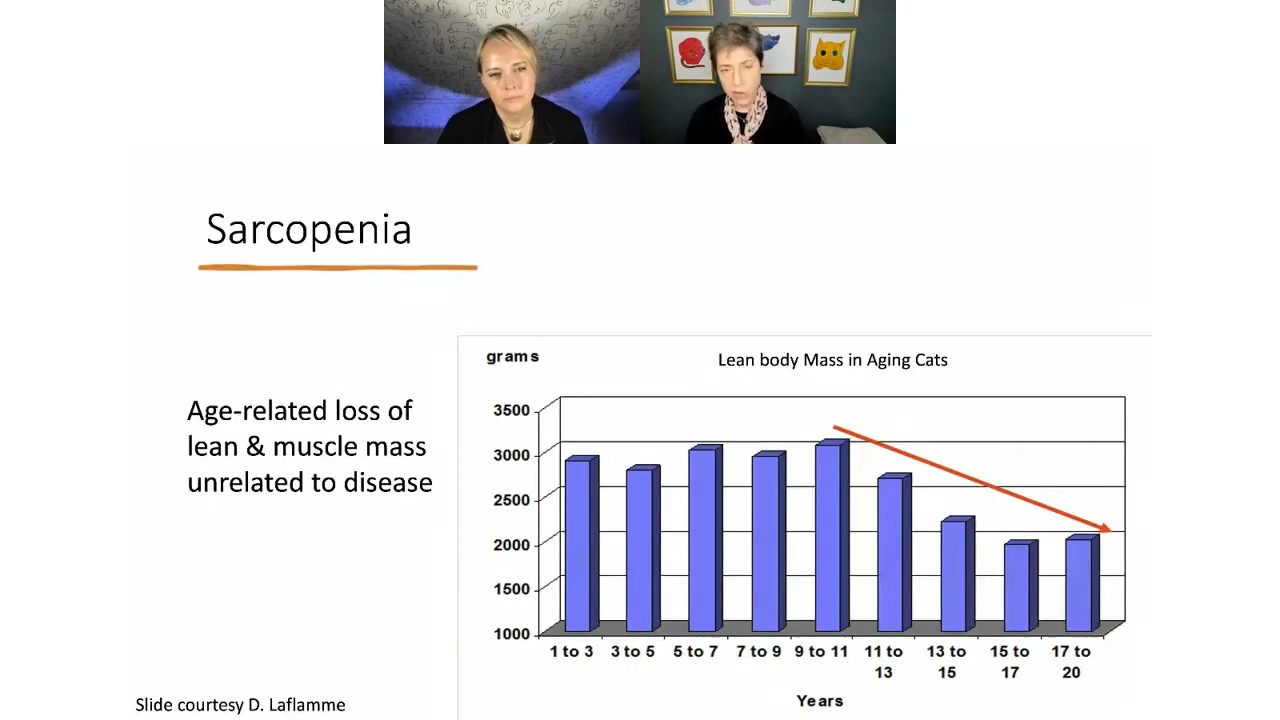 Sarcopenia
Age-related loss of
lean & muscle mass
unrelated to disease
grams
Lean body Mass in Aging Cats
3500
3000
2500
2000
1500
1000
1 to 3 3 to 5 5 to 7 7 to 9 9 to 11 11 to 13 to 15 to 17 to
13 15 17 20
Years
Slide courtesy D. Laflamme